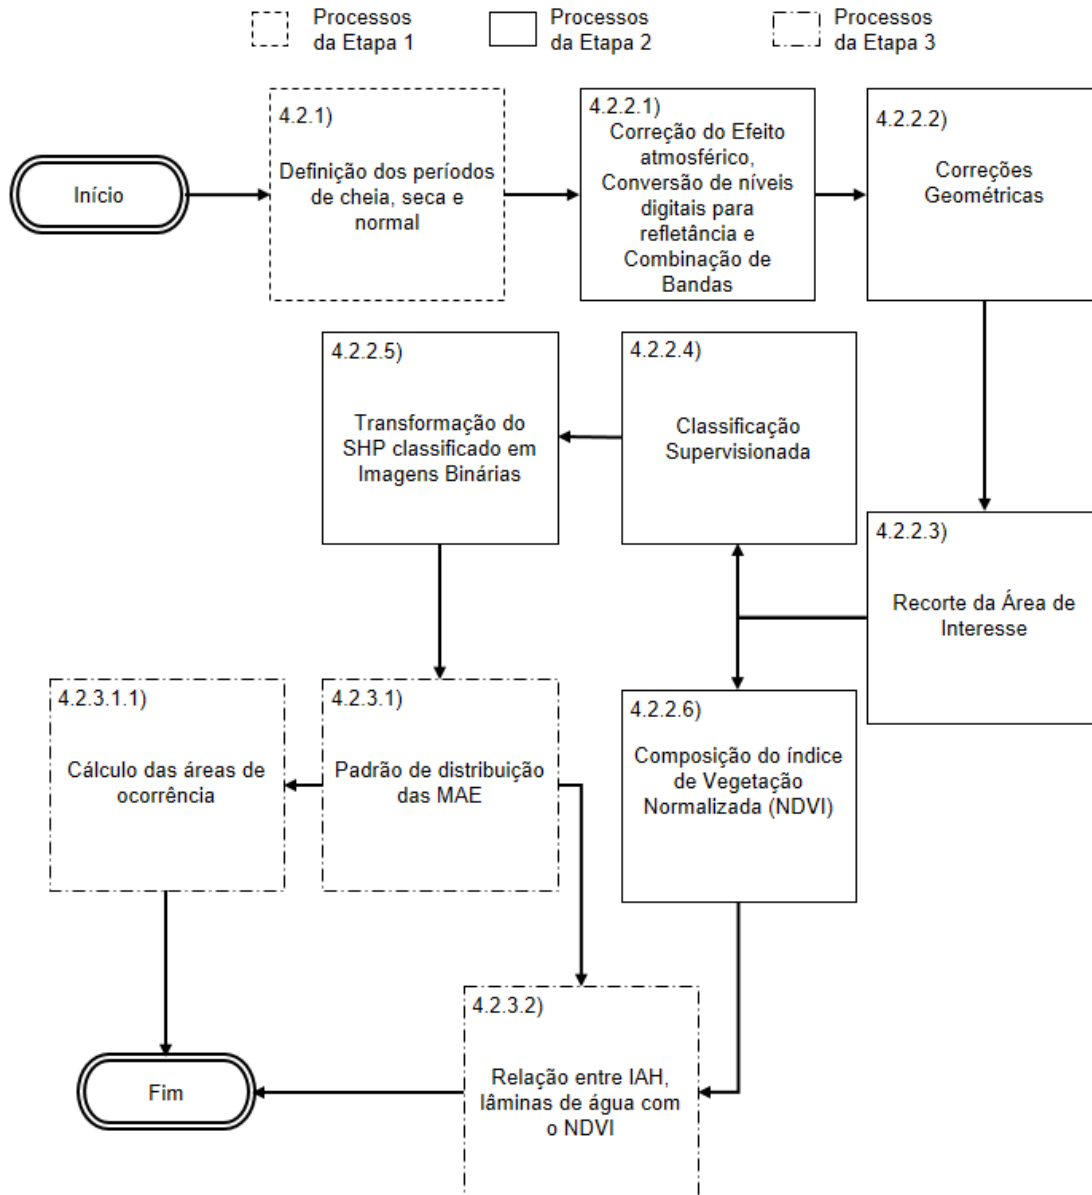 Processos
da Etapa 1
Processos
da Etapa 2
Processos
da Etapa 3
Início
4.2.1)
Definição dos períodos
de cheia, seca e
normal
4.2.2.1)
Correção do Efeito
atmosférico,
Conversão de níveis
digitais para
refletância e
Combinação de
Bandas
4.2.2.2)
Correções
Geométricas
4.2.2.5)
Transformação do
SHP classificado em
Imagens Binárias
4.2.2.4)
Classificação
Supervisionada
4.2.2.3)
Recorte da Área de
Interesse
4.2.3.1.1)
Cálculo das áreas de
ocorrência
4.2.3.1)
Padrão de distribuição
das MAE
4.2.2.6)
Composição do índice
de Vegetação
Normalizada (NDVI)
4.2.3.2)
Relação entre IAH,
lâminas de água com
o NDVI
Fim